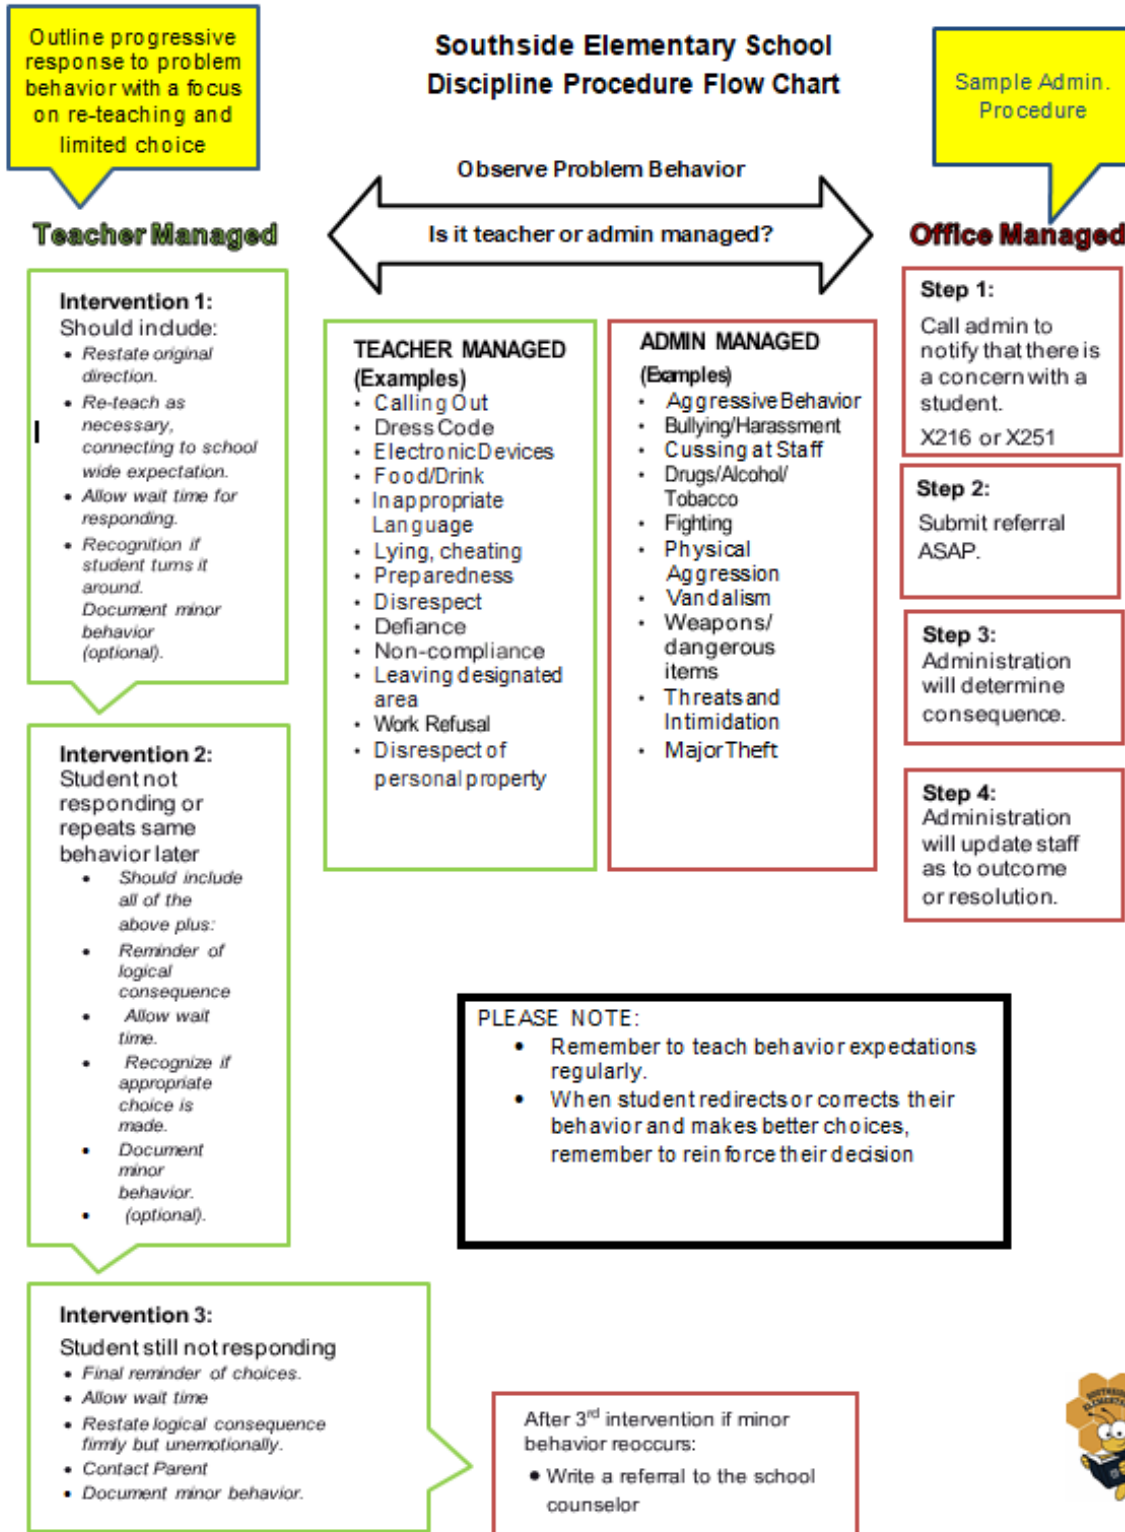 Outline progressive
response to problem
behavior with a focus
on re-teaching and
limited choice
Southside Elementary School
Discipline Procedure Flow Chart
Sample Admin.
Procedure
Observe Problem Behavior
Is it teacher or admin managed?
Teacher Managed
Office Managed
Intervention 1:
Should include:
• Restate original
direction.
• Re-teach as
necessary,
connecting to school
wide expectation.
• Allow wait time for
responding.
• Recognition if
student turns it
around.
Document minor
behavior
(optional).
TEACHER MANAGED
(Examples)
• Calling Out
• Dress Code
• Electronic Devices
• Food/Drink
• Inappropriate
Language
• Lying, cheating
• Preparedness
• Disrespect
• Defiance
• Non-compliance
• Leaving designated
area
• Work Refusal
• Disrespect of
personal property
ADMIN MANAGED
(Examples)
• Aggressive Behavior
• Bullying/Harassment
• Cussing at Staff
• Drugs/Alcohol/
Tobacco
• Fighting
• Physical
Aggression
• Vandalism
• Weapons/
dangerous
items
• Threats and
Intimidation
• Major Theft
Step 1:
Call admin to
notify that there is
a concern with a
student.
X216 or X251
Step 2:
Submit referral
ASAP.
Step 3:
Administration
will determine
consequence.
Step 4:
Administration
will update staff
as to outcome
or resolution.
Intervention 2:
Student not
responding or
repeats same
behavior later
• Should include
all of the
above plus:
• Reminder of
logical
consequence
• Allow wait
time.
• Recognize if
appropriate
choice is
made.
• Document
minor
behavior.
• (optional).
PLEASE NOTE:
• Remember to teach behavior expectations
regularly.
• When student redirects or corrects their
behavior and makes better choices,
remember to reinforce their decision
Intervention 3:
Student still not responding
• Final reminder of choices.
• Allow wait time
• Restate logical consequence
firmly but unemotionally.
• Contact Parent
• Document minor behavior.
After 3rd intervention if minor
behavior reoccurs:
• Write a referral to the school
counselor